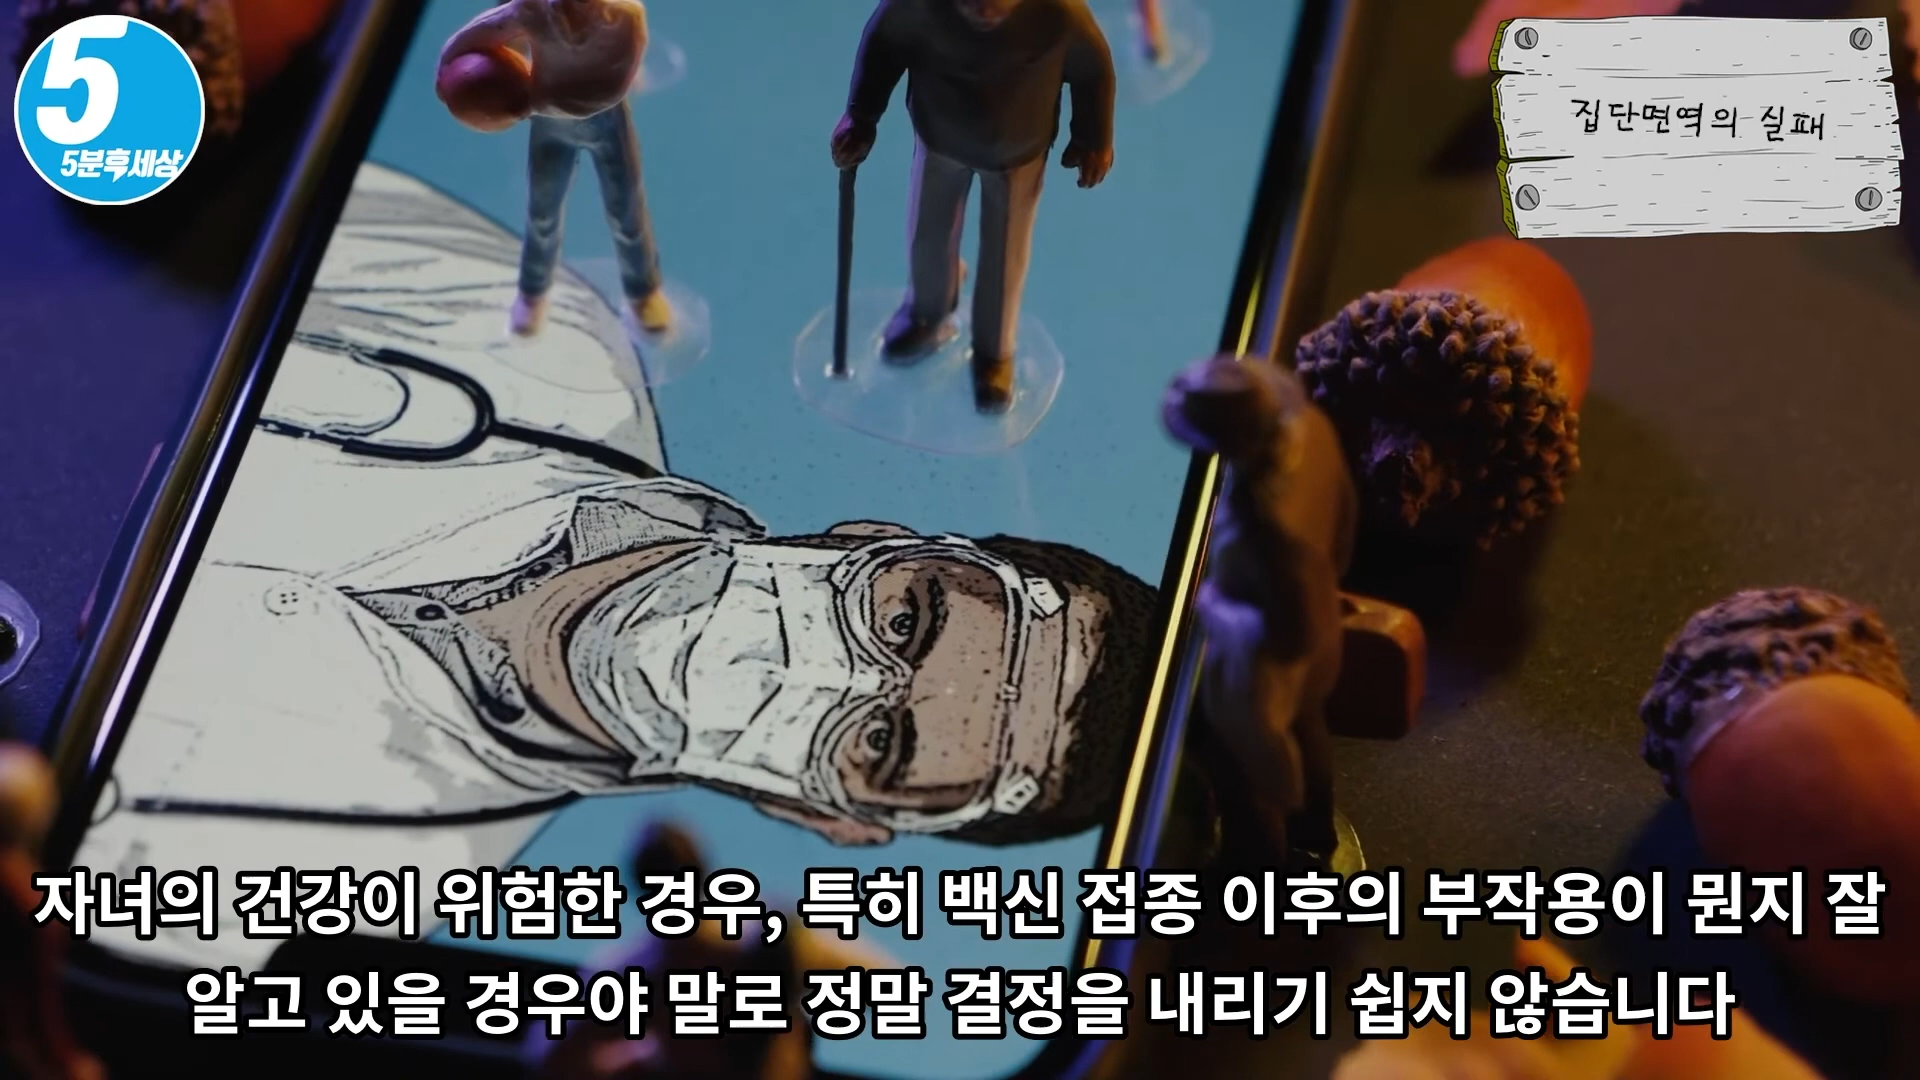 5
5분후세상
집단면역의 실패
자녀의 건강이 위험한 경우, 특히 백신 접종 이후의 부작용이 뭔지 잘
알고 있을 경우야 말로 정말 결정을 내리기 쉽지 않습니다